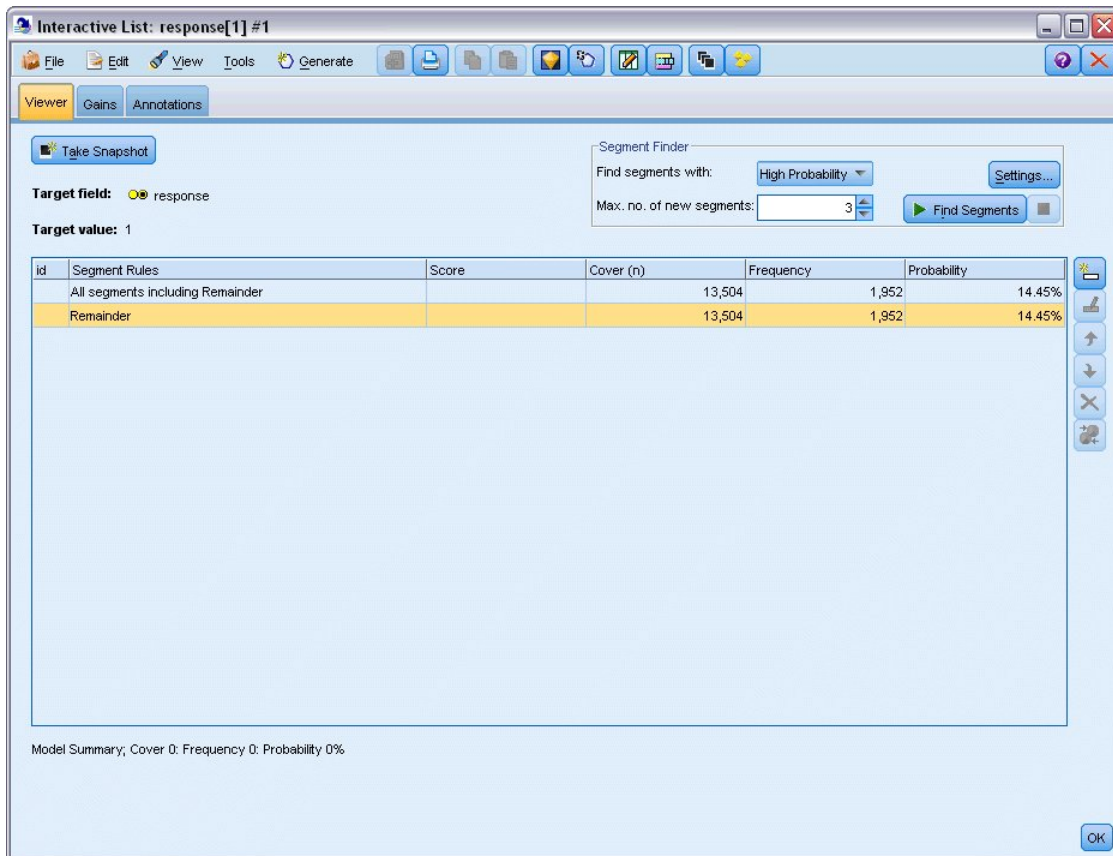 Interactive List: response[1] #1
File Edit View Tools Generate
Viewer Gains Annotations
Take Snapshot
Segment Finder
Find segments with: High Probability Settings...
Target field: response
Max. no. of new segments: 3 Find Segments
Target value: 1
id Segment Rules Score Cover (n) Frequency Probability
All segments including Remainder 13,504 1,952 14.45%
Remainder 13,504 1,952 14.45%
Model Summary; Cover 0: Frequency 0: Probability 0%
OK